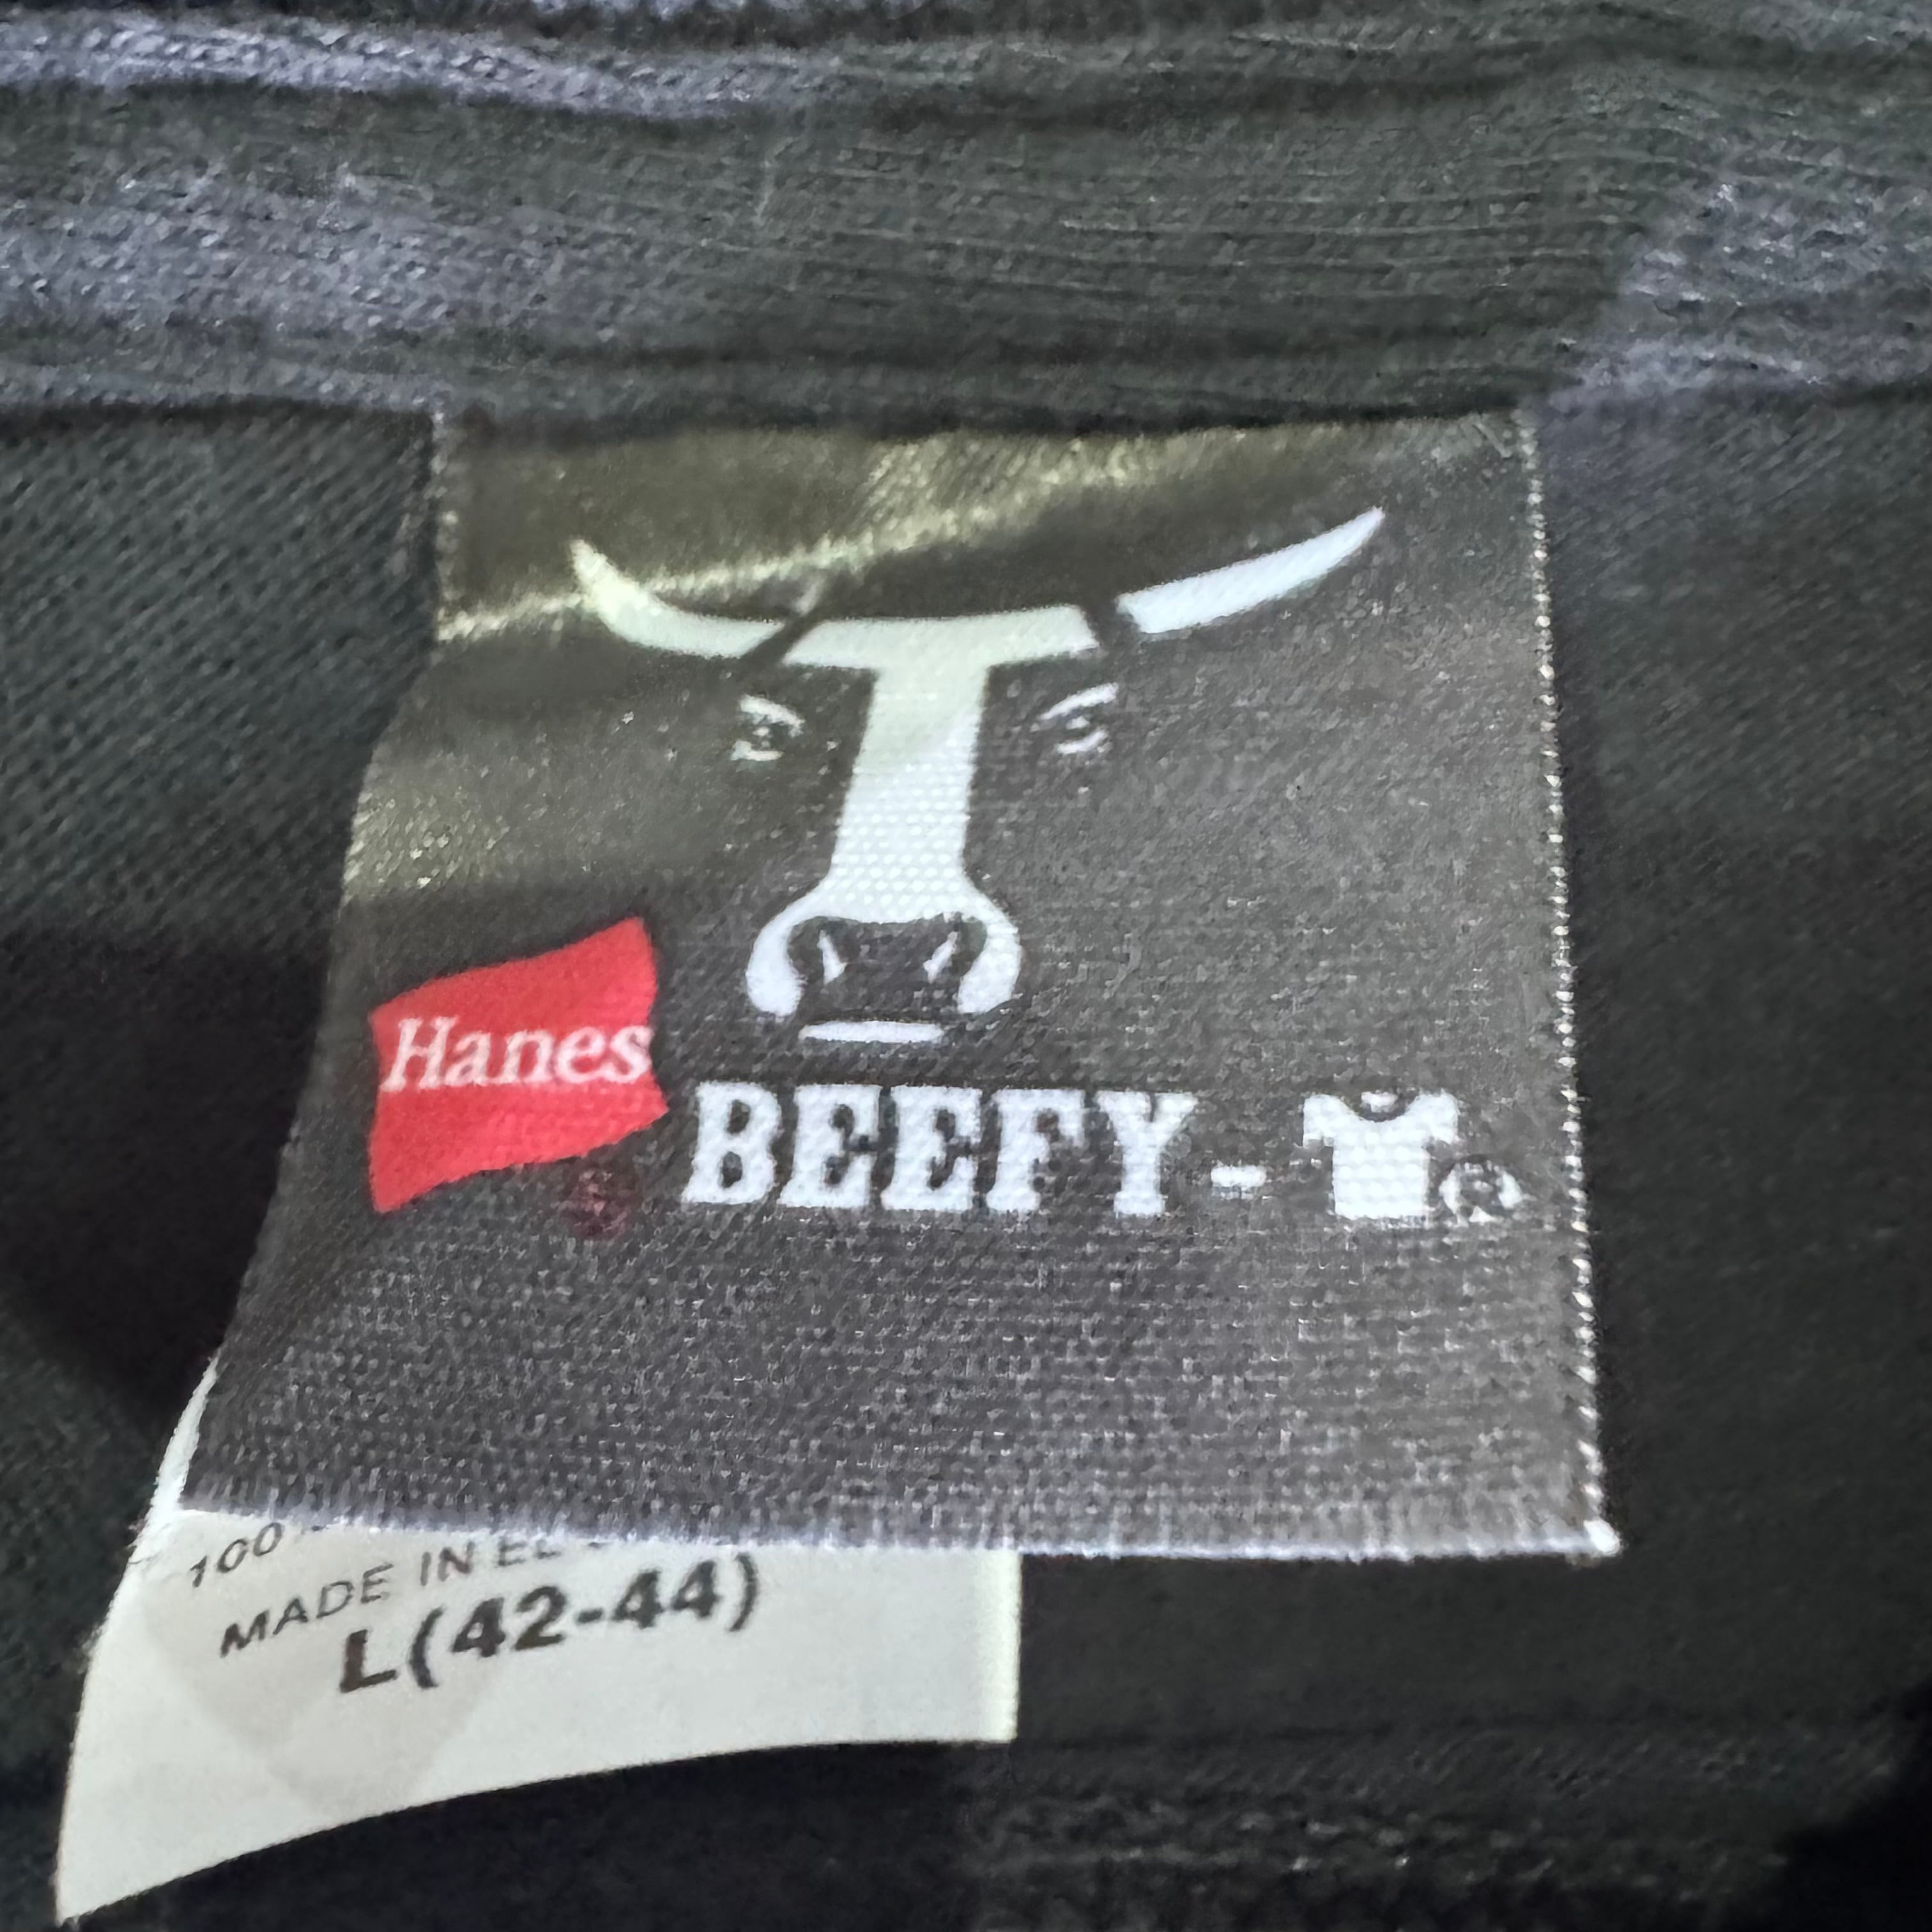 Hanes
®
BEEFY-
®
100
MADE IN EL
L(42-44)